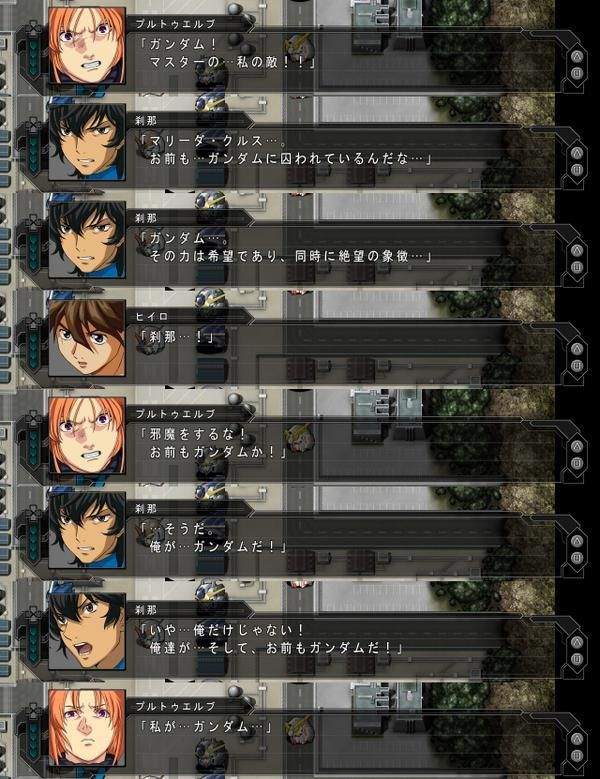 プルトゥエルブ
「ガンダム!
マスターの…私の敵!!」
刹那
「マリーダ・クルス…。
お前も…ガンダムに囚われているんだな…」
刹那
「ガンダム…。
その力は希望であり、同時に絶望の象徴…」
ヒイロ
「刹那…!」
プルトゥエルブ
「邪魔をするな!
お前もガンダムか!」
刹那
「…そうだ。
俺が…ガンダムだ!」
刹那
「いや…俺だけじゃない!
俺達が…そして、お前もガンダムだ!」
プルトゥエルブ
「私が…ガンダム…」